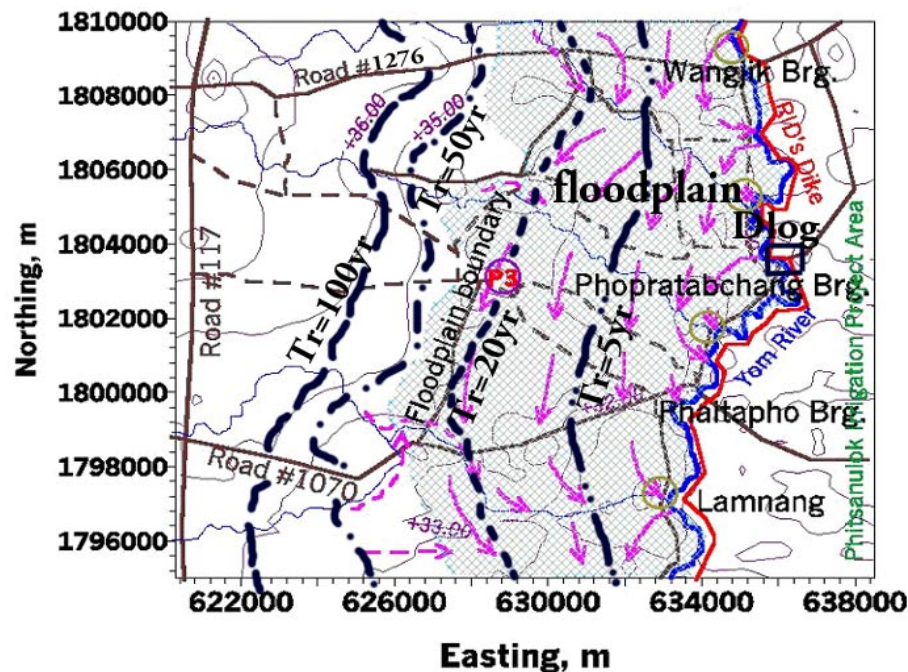 1810000
1808000
1806000
1804000
1802000
1800000
1798000
1796000
Northing, m
622000
626000
630000
634000
638000
Easting, m
Road #1276
Wangjik Brg.
+36.00
+35.00
RID's Dike
Tr=50yr
floodplain
Dlog
Road #117
Tr=100yr
Floodplain boundary
P3
Phopratabchang Brg.
Tr=20yr
Tr=5yr
Yom River
Phaitapho Brg.
Road #1070
Lamnang
+33.00
Phitsanulok Irrigation Project Area